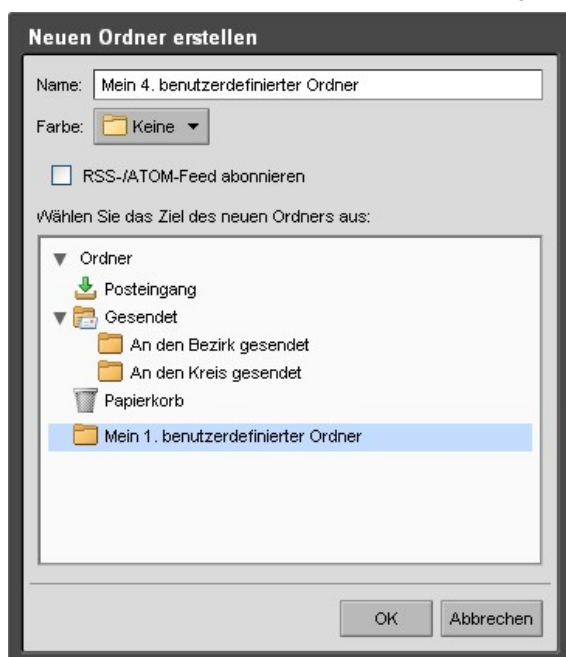 Neuen Ordner erstellen
Name: Mein 4. benutzerdefinierter Ordner
Farbe: Keine
RSS-/ATOM-Feed abonnieren
Wählen Sie das Ziel des neuen Ordners aus:
Ordner
Posteingang
Gesendet
An den Bezirk gesendet
An den Kreis gesendet
Papierkorb
Mein 1. benutzerdefinierter Ordner
OK Abbrechen